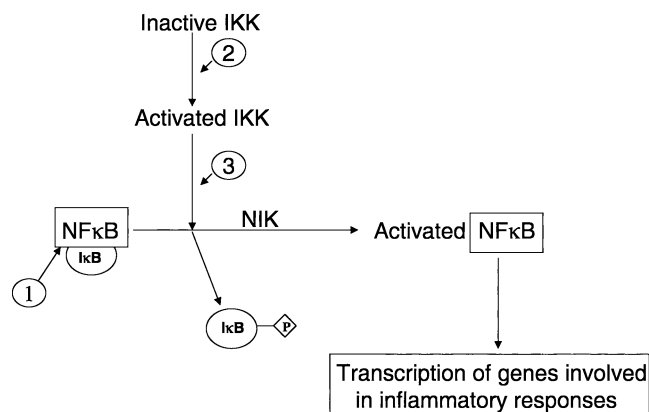 Inactive IKK
2
Activated IKK
3
NFκB
IκB
NIK
Activated NFκB
1
IκB
P
Transcription of genes involved
in inflammatory responses